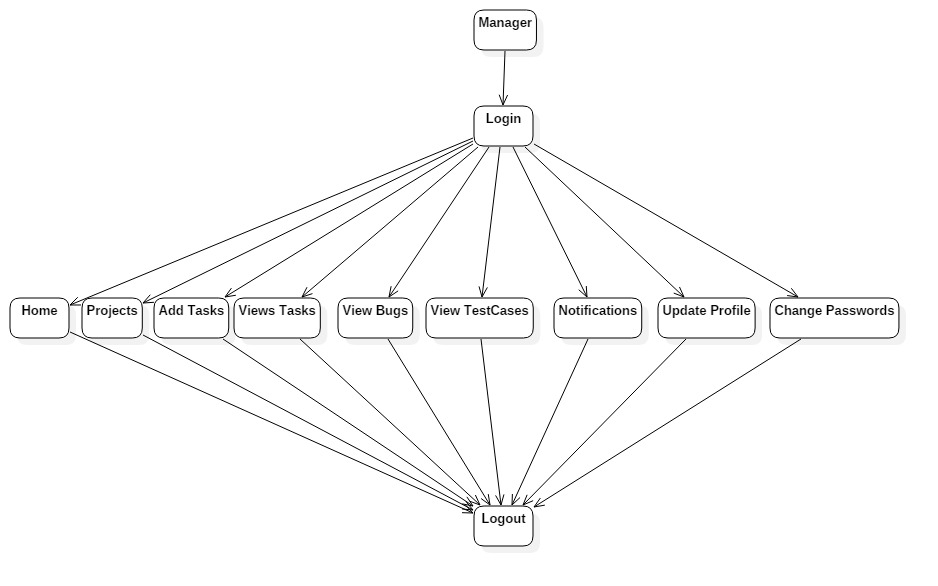 Manager
Login
Home
Projects
Add Tasks
Views Tasks
View Bugs
View TestCases
Notifications
Update Profile
Change Passwords
Logout